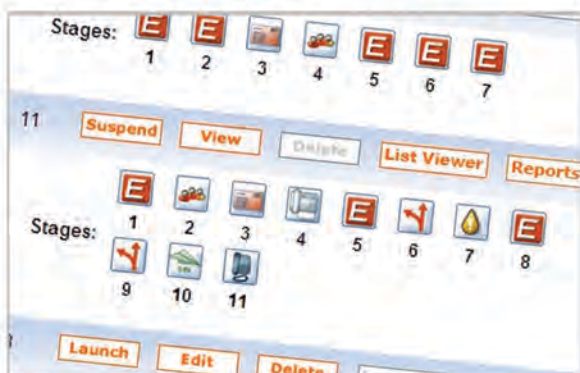 Stages: E E E E E
1 2 3 4 5 6 7
11 Suspend View Delete List Viewer Reports
E E E
Stages: 1 2 3 4 5 6 7 8
9 10 11
Launch Edit Delete